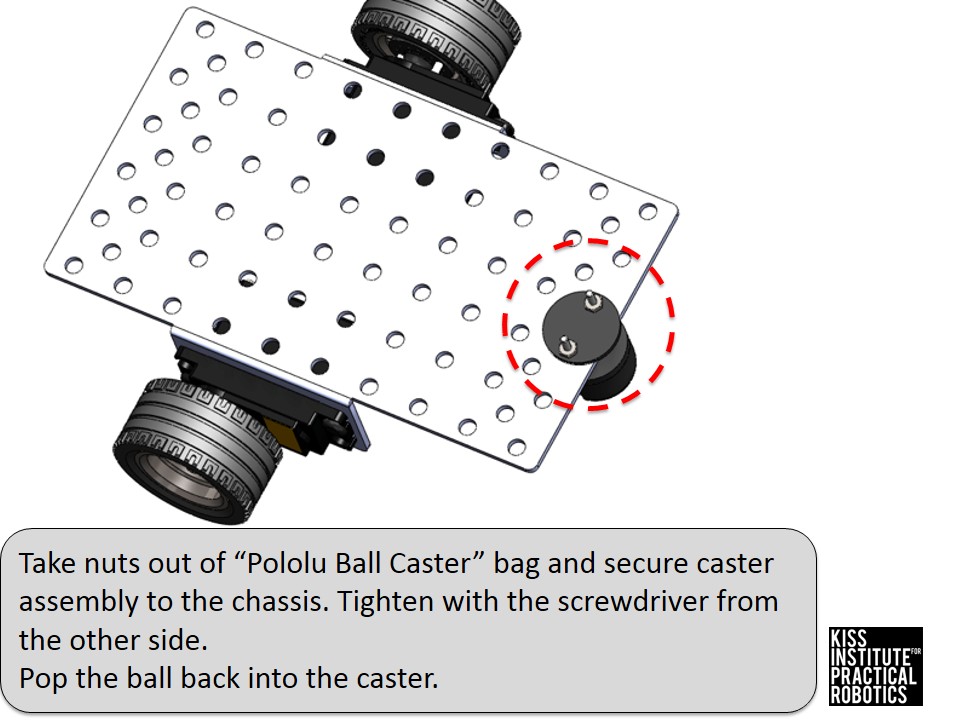 Take nuts out of “Pololu Ball Caster” bag and secure caster
assembly to the chassis. Tighten with the screwdriver from
the other side.
Pop the ball back into the caster.
KISS
INSTITUTE FOR
PRACTICAL
ROBOTICS